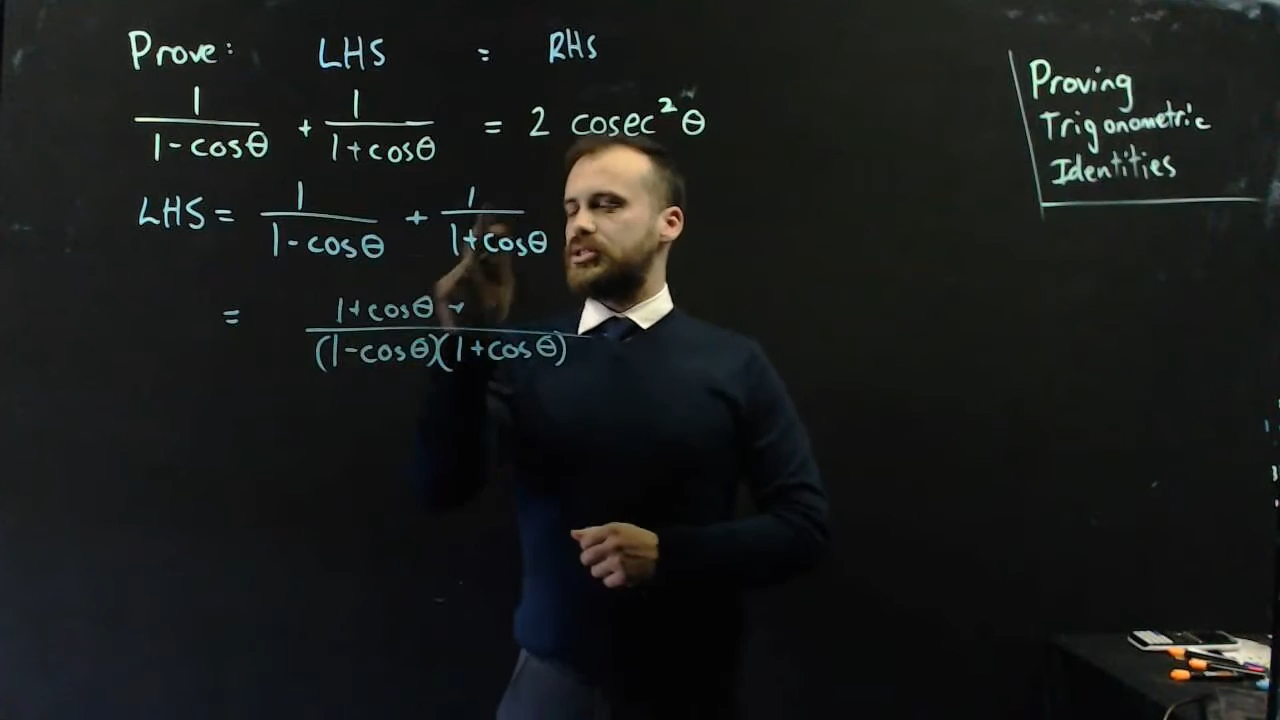 Prove: LHS = RHS
1/(1-cosθ) + 1/(1+cosθ) = 2 cosec²θ
LHS = 1/(1-cosθ) + 1/(1+cosθ)
= (1+cosθ +)/((1-cosθ)(1+cosθ))
Proving
Trigonometric
Identities